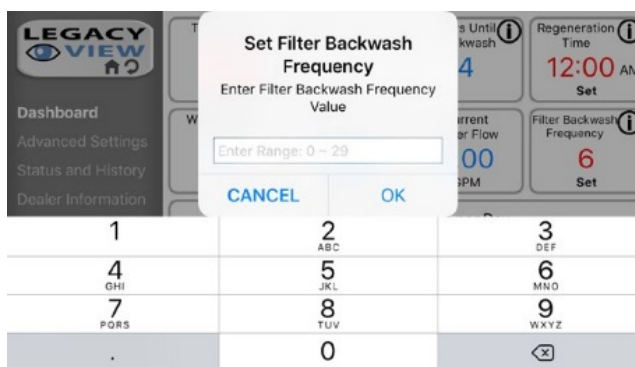 LEGACY
VIEW
Dashboard
Advanced Settings
Status and History
Dealer Information
T
W
Set Filter Backwash
Frequency
Enter Filter Backwash Frequency
Value
Enter Range: 0 ~ 29
CANCEL
OK
s Until
kwash
4
Regeneration
Time
12:00 AM
Set
urrent
er Flow
.00
GPM
Filter Backwash
Frequency
6
Set
1
2
ABC
3
DEF
4
GHI
5
JKL
6
MNO
7
PQRS
8
TUV
9
WXYZ
.
0